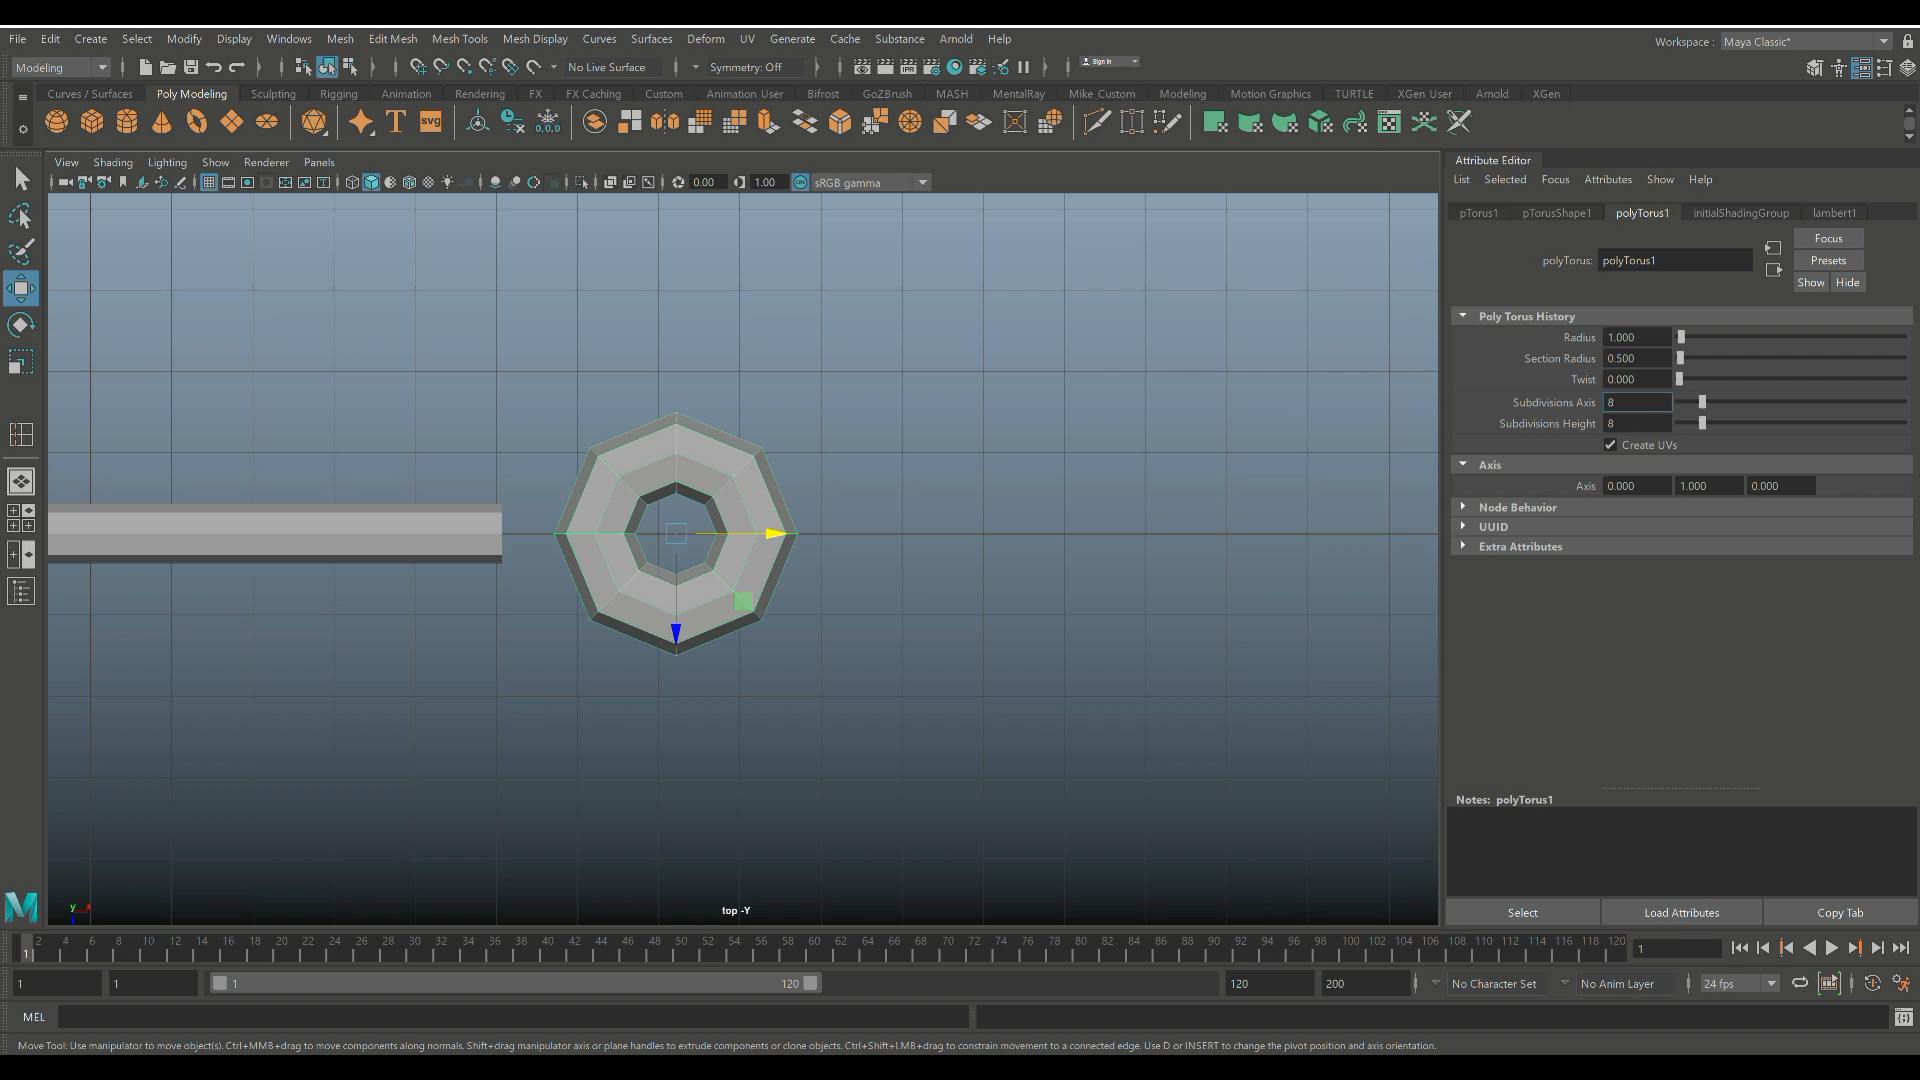 File Edit Create Select Modify Display Windows Mesh Edit Mesh Mesh Tools Mesh Display Curves Surfaces Deform UV Generate Cache Substance Arnold Help
Workspace : Maya Classic*
Modeling No Live Surface Symmetry: Off Sign In
Curves / Surfaces Poly Modeling Sculpting Rigging Animation Rendering FX FX Caching Custom Animation_User Bifrost GoZBrush MASH MentalRay Mike_Custom Modeling Motion Graphics TURTLE XGen_User Arnold XGen
T SVG 0,0,0
View Shading Lighting Show Renderer Panels
0.00 1.00 ON sRGB gamma
Attribute Editor
List Selected Focus Attributes Show Help
pTorus1 pTorusShape1 polyTorus1 initialShadingGroup lambert1
Focus
polyTorus: polyTorus1 Presets
Show Hide
Poly Torus History
Radius 1.000
Section Radius 0.500
Twist 0.000
Subdivisions Axis 8
Subdivisions Height 8
Create UVs
Axis
Axis 0.000 1.000 0.000
Node Behavior
UUID
Extra Attributes
Notes: polyTorus1
Select Load Attributes Copy Tab
y x
top -Y
2 4 6 8 10 12 14 16 18 20 22 24 26 28 30 32 34 36 38 40 42 44 46 48 50 52 54 56 58 60 62 64 66 68 70 72 74 76 78 80 82 84 86 88 90 92 94 96 98 100 102 104 106 108 110 112 114 116 118 120
1 1
1 1 1 120 120 200 No Character Set No Anim Layer 24 fps
MEL
Move Tool: Use manipulator to move object(s). Ctrl+MMB+drag to move components along normals. Shift+drag manipulator axis or plane handles to extrude components or clone objects. Ctrl+Shift+LMB+drag to constrain movement to a connected edge. Use D or INSERT to change the pivot position and axis orientation.